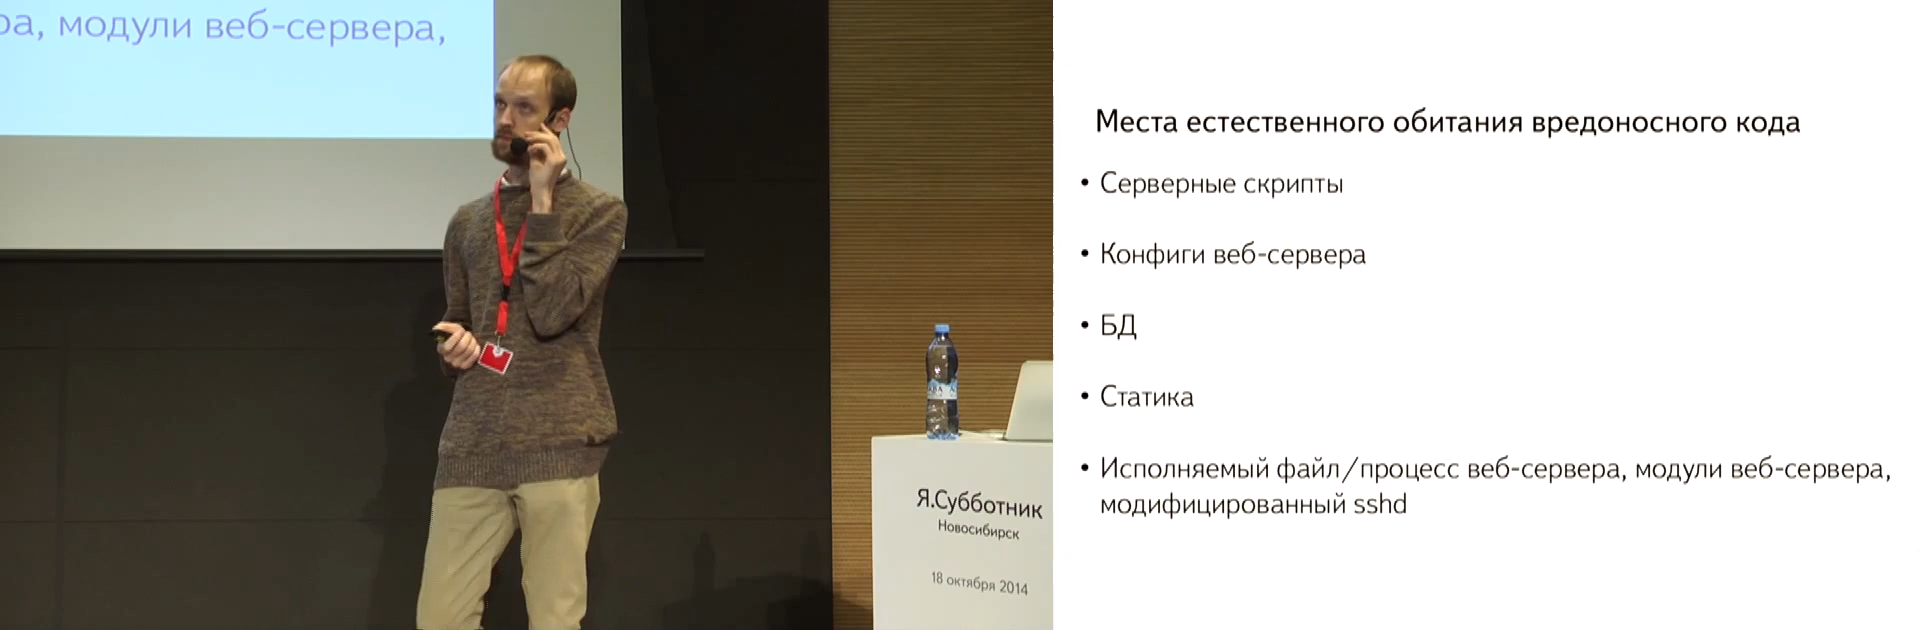 ра, модули веб-сервера,
Места естественного обитания вредоносного кода
• Серверные скрипты
• Конфиги веб-сервера
• БД
• Статика
• Исполняемый файл/процесс веб-сервера, модули веб-сервера,
модифицированный sshd
Я.Субботник
Новосибирск
18 октября 2014